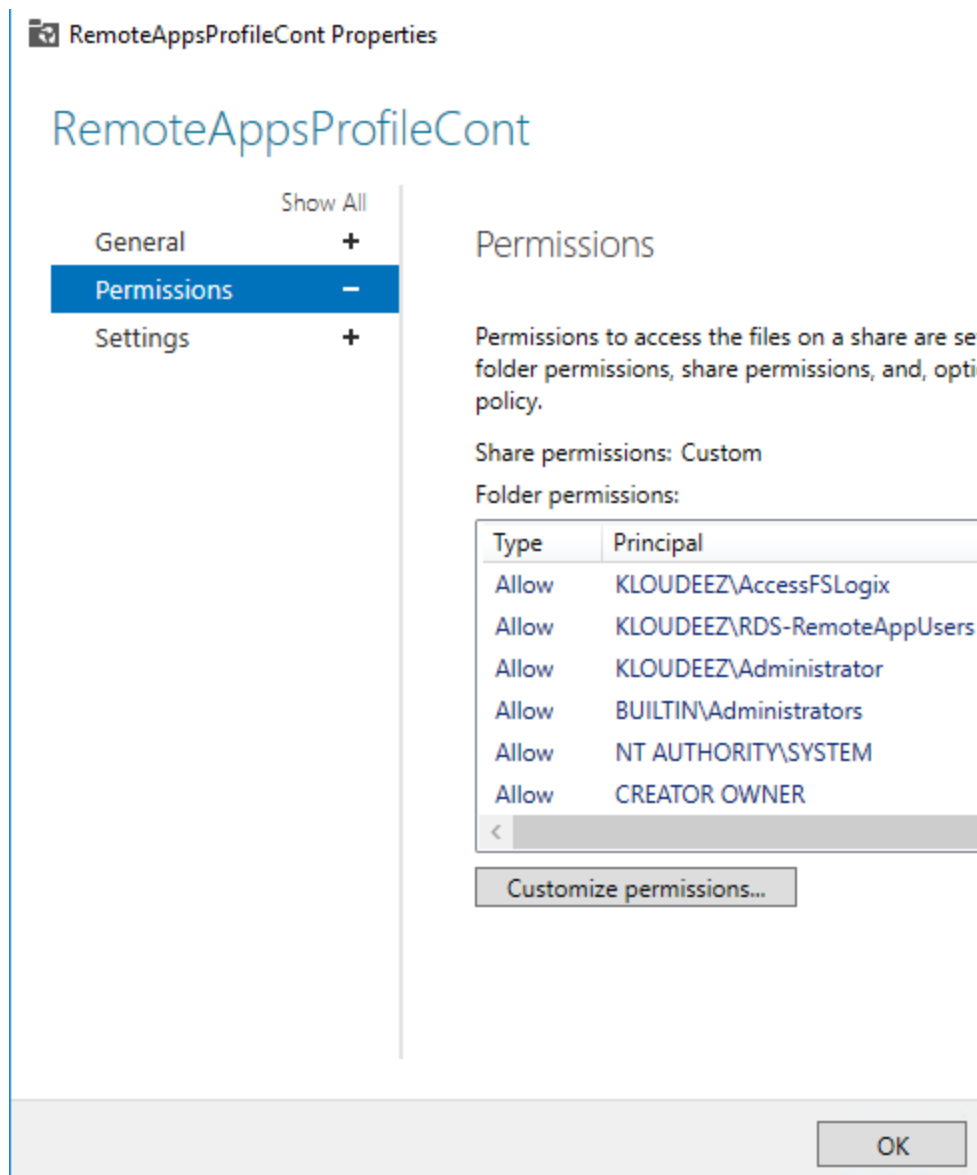 RemoteAppsProfileCont Properties
RemoteAppsProfileCont
Show All
General +
Permissions −
Settings +
Permissions
Permissions to access the files on a share are se
folder permissions, share permissions, and, opti
policy.
Share permissions: Custom
Folder permissions:
Type Principal
Allow KLOUDEEZ\AccessFSLogix
Allow KLOUDEEZ\RDS-RemoteAppUsers
Allow KLOUDEEZ\Administrator
Allow BUILTIN\Administrators
Allow NT AUTHORITY\SYSTEM
Allow CREATOR OWNER
Customize permissions...
OK